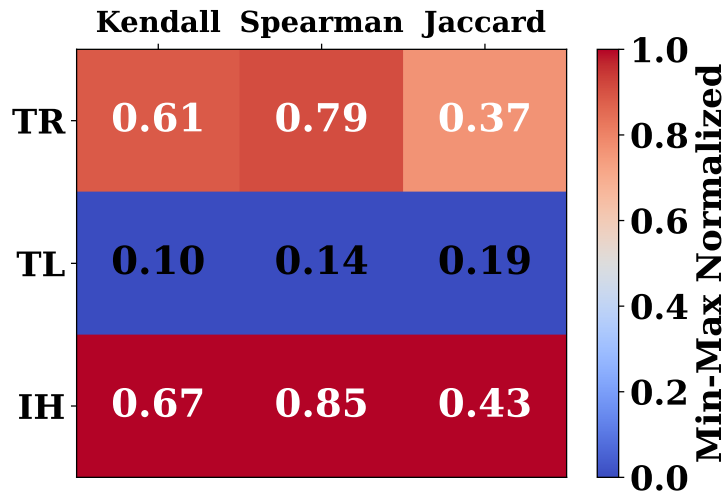 Kendall Spearman Jaccard
TR 0.61 0.79 0.37
TL 0.10 0.14 0.19
IH 0.67 0.85 0.43
1.0
0.8
0.6
0.4
0.2
0.0
Min-Max Normalized